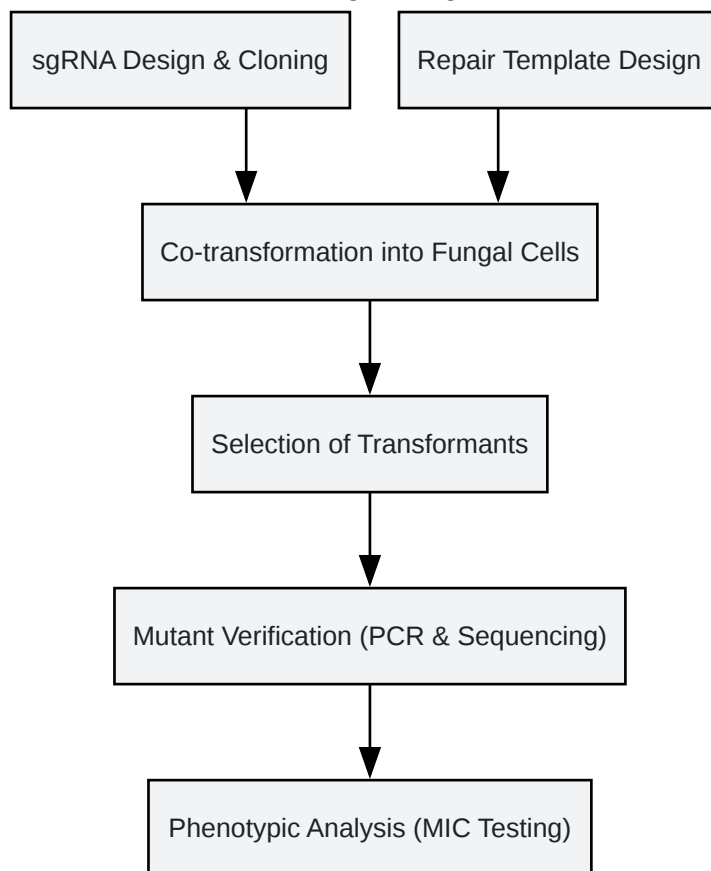 sgRNA Design & Cloning
Repair Template Design
Co-transformation into Fungal Cells
Selection of Transformants
Mutant Verification (PCR & Sequencing)
Phenotypic Analysis (MIC Testing)